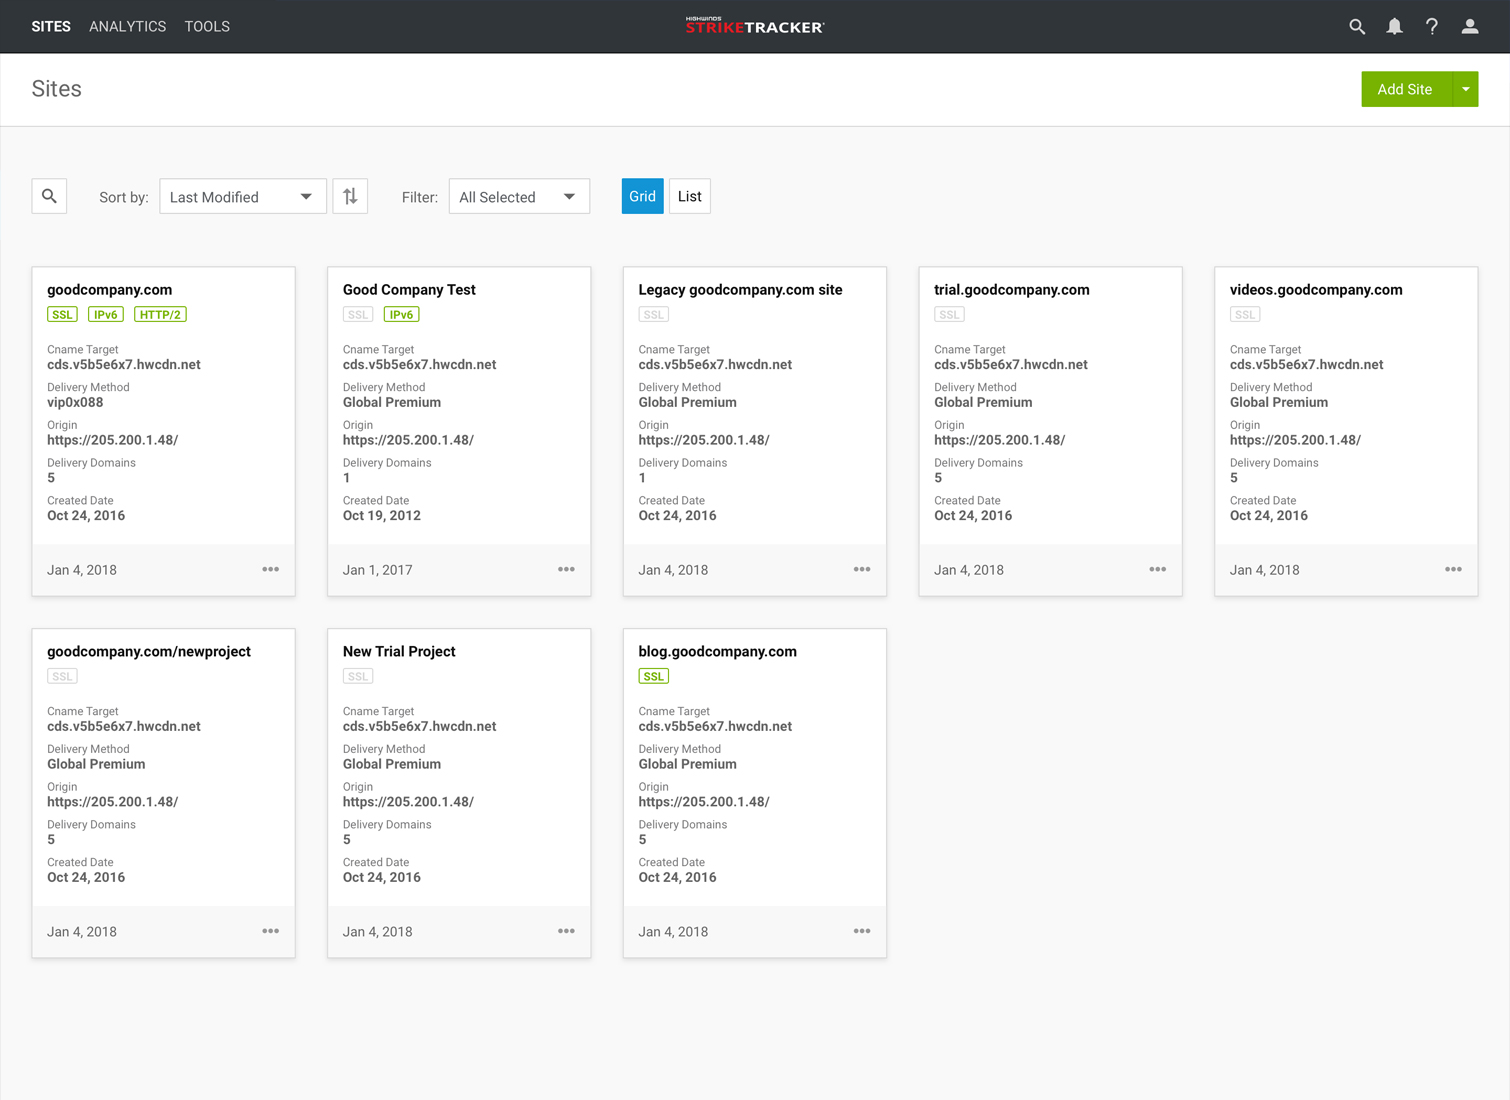 SITES ANALYTICS TOOLS
HIGHWINDS
STRIKETRACKER
Sites
Add Site
Sort by: Last Modified Filter: All Selected Grid List
goodcompany.com
SSL IPv6 HTTP/2
Cname Target
cds.v5b5e6x7.hwcdn.net
Delivery Method
vip0x088
Origin
https://205.200.1.48/
Delivery Domains
5
Created Date
Oct 24, 2016
Jan 4, 2018
Good Company Test
SSL IPv6
Cname Target
cds.v5b5e6x7.hwcdn.net
Delivery Method
Global Premium
Origin
https://205.200.1.48/
Delivery Domains
1
Created Date
Oct 19, 2012
Jan 1, 2017
Legacy goodcompany.com site
SSL
Cname Target
cds.v5b5e6x7.hwcdn.net
Delivery Method
Global Premium
Origin
https://205.200.1.48/
Delivery Domains
1
Created Date
Oct 24, 2016
Jan 4, 2018
trial.goodcompany.com
SSL
Cname Target
cds.v5b5e6x7.hwcdn.net
Delivery Method
Global Premium
Origin
https://205.200.1.48/
Delivery Domains
5
Created Date
Oct 24, 2016
Jan 4, 2018
videos.goodcompany.com
SSL
Cname Target
cds.v5b5e6x7.hwcdn.net
Delivery Method
Global Premium
Origin
https://205.200.1.48/
Delivery Domains
5
Created Date
Oct 24, 2016
Jan 4, 2018
goodcompany.com/newproject
SSL
Cname Target
cds.v5b5e6x7.hwcdn.net
Delivery Method
Global Premium
Origin
https://205.200.1.48/
Delivery Domains
5
Created Date
Oct 24, 2016
Jan 4, 2018
New Trial Project
SSL
Cname Target
cds.v5b5e6x7.hwcdn.net
Delivery Method
Global Premium
Origin
https://205.200.1.48/
Delivery Domains
5
Created Date
Oct 24, 2016
Jan 4, 2018
blog.goodcompany.com
SSL
Cname Target
cds.v5b5e6x7.hwcdn.net
Delivery Method
Global Premium
Origin
https://205.200.1.48/
Delivery Domains
5
Created Date
Oct 24, 2016
Jan 4, 2018